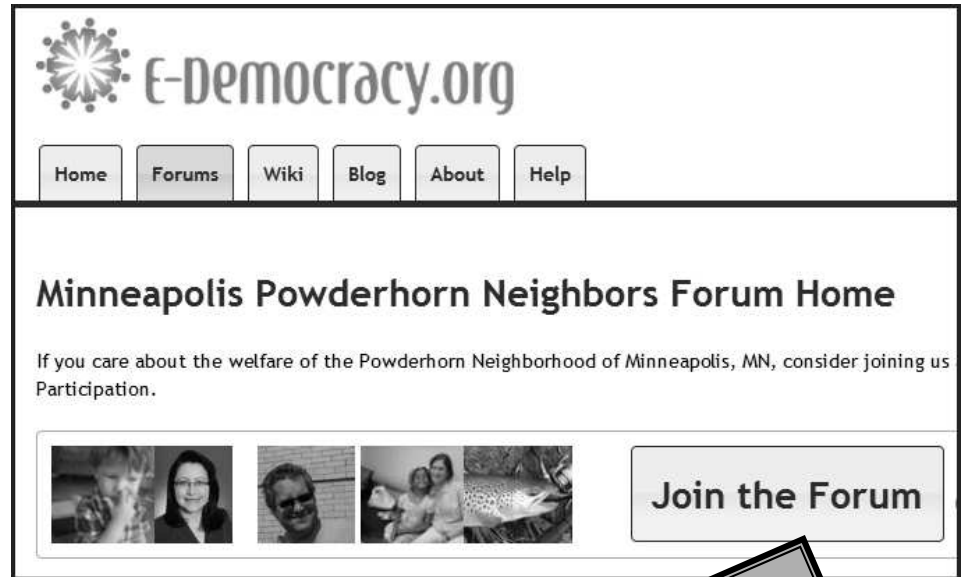 E-Democracy.org
Home Forums Wiki Blog About Help
Minneapolis Powderhorn Neighbors Forum Home
If you care about the welfare of the Powderhorn Neighborhood of Minneapolis, MN, consider joining us
Participation.
Join the Forum